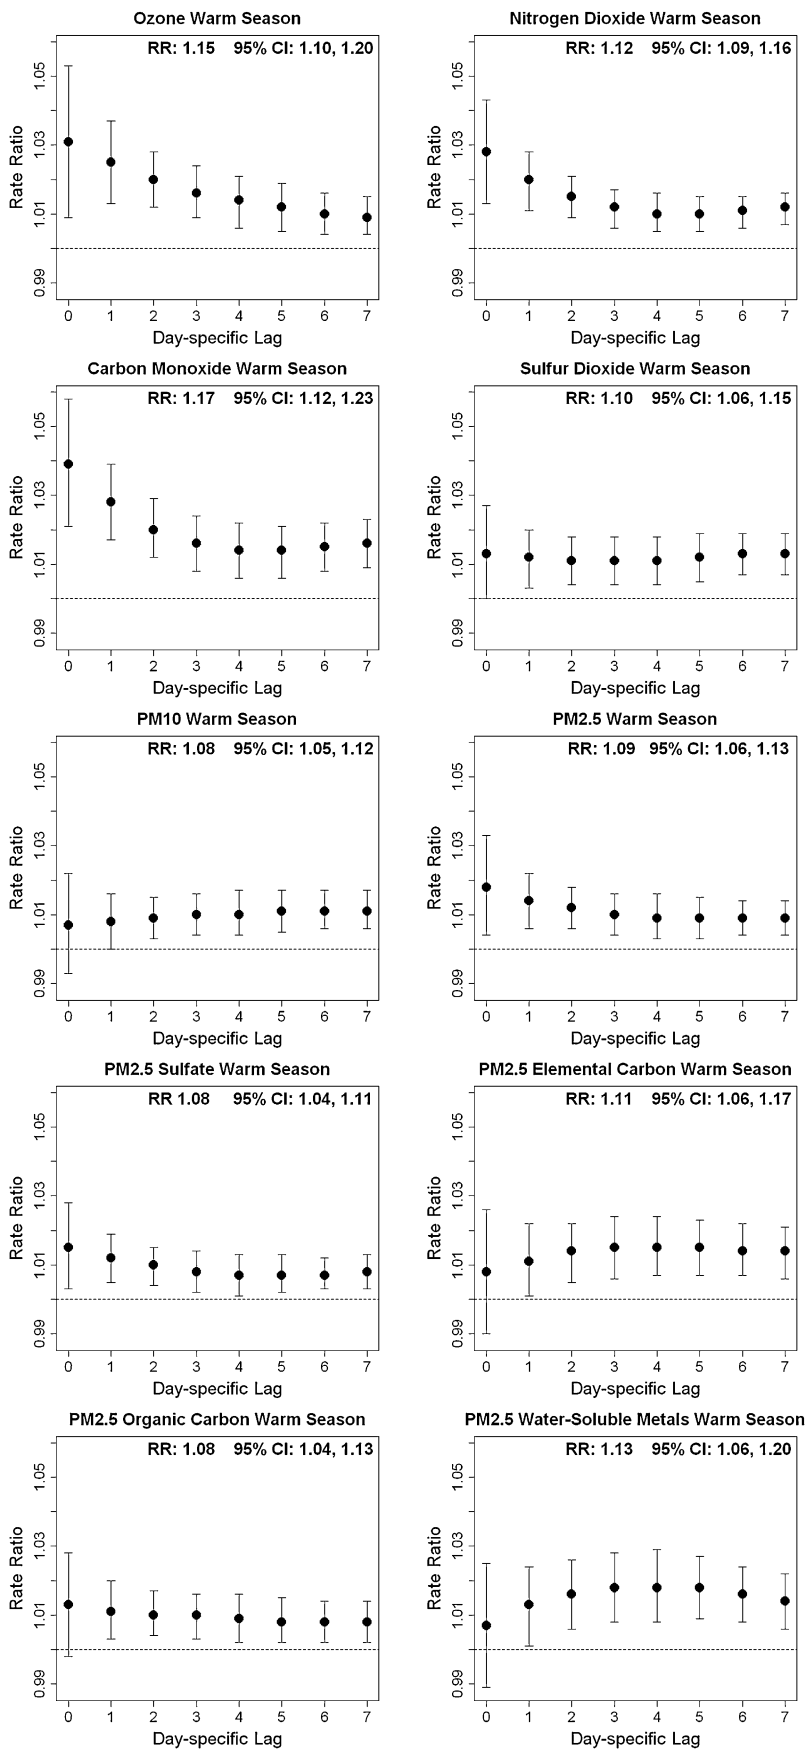 Ozone Warm Season
RR: 1.15 95% CI: 1.10, 1.20
Rate Ratio
1.05
1.03
1.01
0.99
0 1 2 3 4 5 6 7
Day-specific Lag
Nitrogen Dioxide Warm Season
RR: 1.12 95% CI: 1.09, 1.16
Rate Ratio
1.05
1.03
1.01
0.99
0 1 2 3 4 5 6 7
Day-specific Lag
Carbon Monoxide Warm Season
RR: 1.17 95% CI: 1.12, 1.23
Rate Ratio
1.05
1.03
1.01
0.99
0 1 2 3 4 5 6 7
Day-specific Lag
Sulfur Dioxide Warm Season
RR: 1.10 95% CI: 1.06, 1.15
Rate Ratio
1.05
1.03
1.01
0.99
0 1 2 3 4 5 6 7
Day-specific Lag
PM10 Warm Season
RR: 1.08 95% CI: 1.05, 1.12
Rate Ratio
1.05
1.03
1.01
0.99
0 1 2 3 4 5 6 7
Day-specific Lag
PM2.5 Warm Season
RR: 1.09 95% CI: 1.06, 1.13
Rate Ratio
1.05
1.03
1.01
0.99
0 1 2 3 4 5 6 7
Day-specific Lag
PM2.5 Sulfate Warm Season
RR 1.08 95% CI: 1.04, 1.11
Rate Ratio
1.05
1.03
1.01
0.99
0 1 2 3 4 5 6 7
Day-specific Lag
PM2.5 Elemental Carbon Warm Season
RR: 1.11 95% CI: 1.06, 1.17
Rate Ratio
1.05
1.03
1.01
0.99
0 1 2 3 4 5 6 7
Day-specific Lag
PM2.5 Organic Carbon Warm Season
RR: 1.08 95% CI: 1.04, 1.13
Rate Ratio
1.05
1.03
1.01
0.99
0 1 2 3 4 5 6 7
Day-specific Lag
PM2.5 Water-Soluble Metals Warm Season
RR: 1.13 95% CI: 1.06, 1.20
Rate Ratio
1.05
1.03
1.01
0.99
0 1 2 3 4 5 6 7
Day-specific Lag